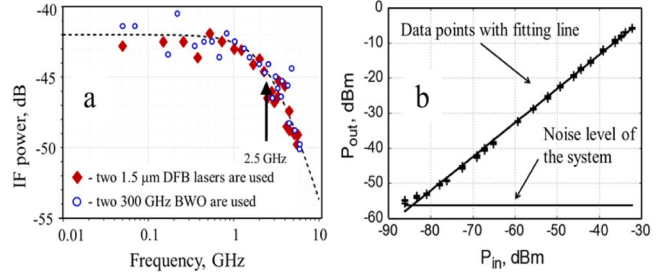 -40
-45
-50
-55
IF power, dB
a
2.5 GHz
- two 1.5 µm DFB lasers are used
- two 300 GHz BWO are used
0.01
0.1
1
10
Frequency, GHz
0
-10
-20
-30
-40
-50
-60
Pout, dBm
Data points with fitting line
b
Noise level of
the system
-90
-80
-70
-60
-50
-40
-30
Pin, dBm